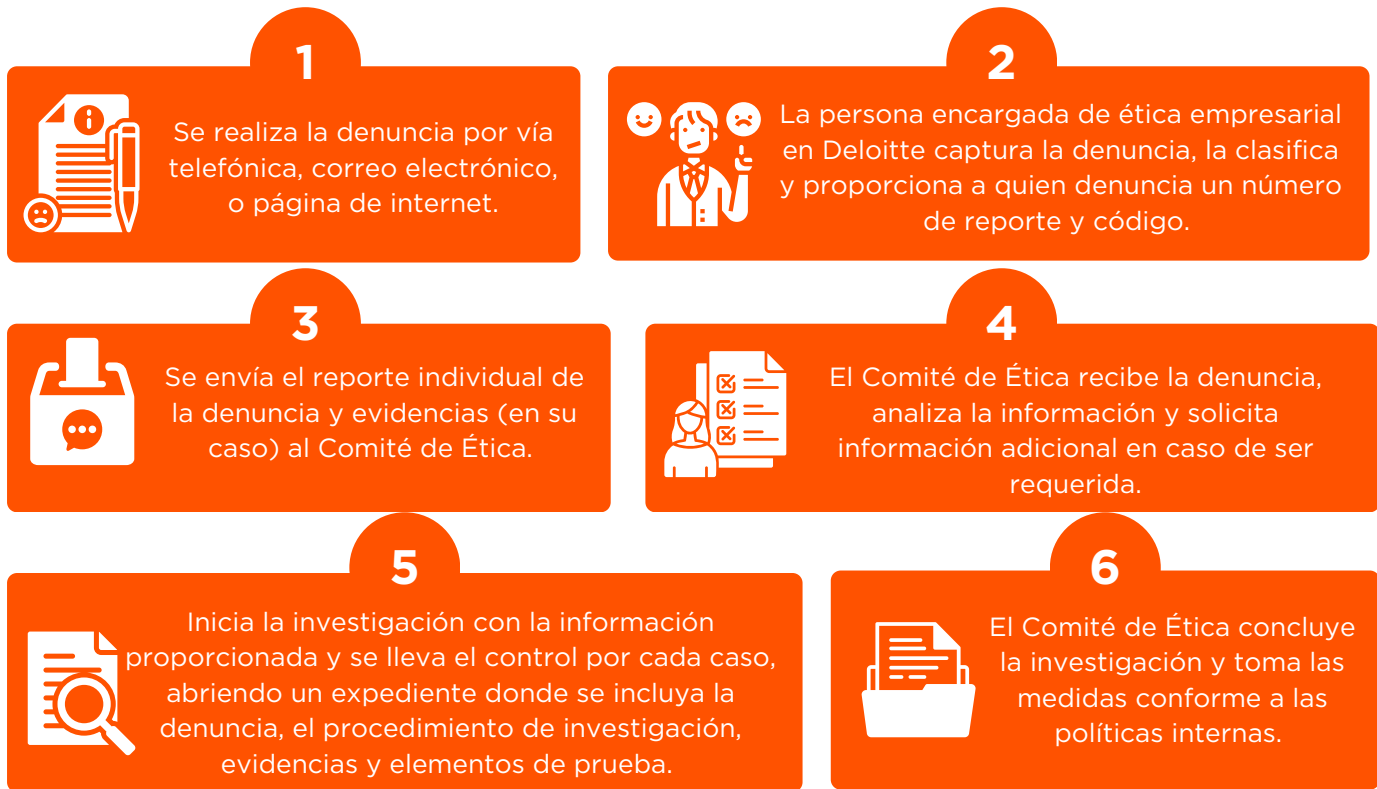 1
Se realiza la denuncia por vía
telefónica, correo electrónico,
o página de internet.
2
La persona encargada de ética empresarial
en Deloitte captura la denuncia, la clasifica
y proporciona a quien denuncia un número
de reporte y código.
3
Se envía el reporte individual de
la denuncia y evidencias (en su
caso) al Comité de Ética.
4
El Comité de Ética recibe la denuncia,
analiza la información y solicita
información adicional en caso de ser
requerida.
5
Inicia la investigación con la información
proporcionada y se lleva el control por cada caso,
abriendo un expediente donde se incluya la
denuncia, el procedimiento de investigación,
evidencias y elementos de prueba.
6
El Comité de Ética concluye
la investigación y toma las
medidas conforme a las
políticas internas.